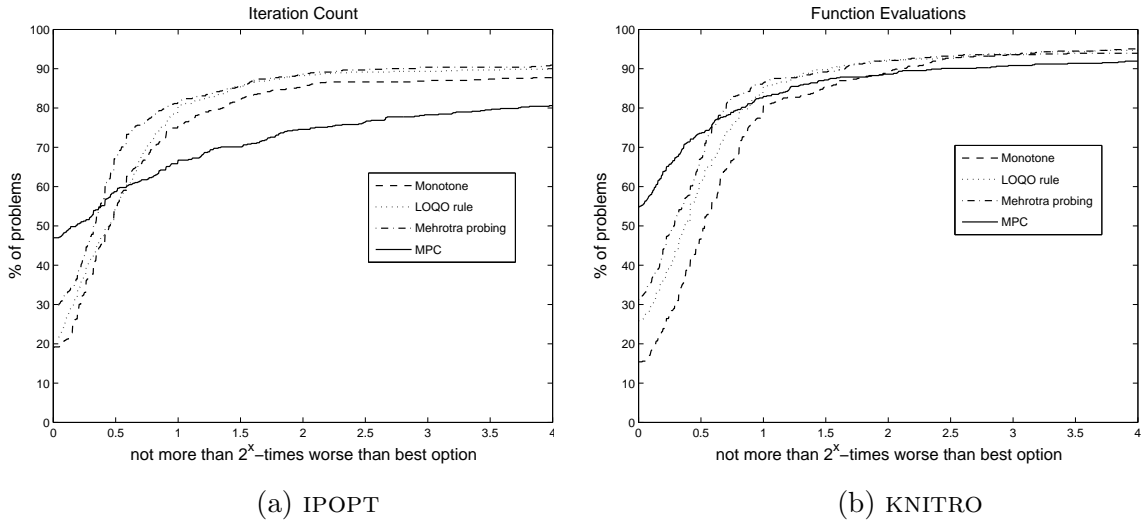 Iteration Count
% of problems
100
90
80
70
60
50
40
30
20
10
0
0 0.5 1 1.5 2 2.5 3 3.5 4
not more than 2^x-times worse than best option
Monotone
LOQO rule
Mehrotra probing
MPC
(a) IPOPT
Function Evaluations
% of problems
100
90
80
70
60
50
40
30
20
10
0
0 0.5 1 1.5 2 2.5 3 3.5 4
not more than 2^x-times worse than best option
Monotone
LOQO rule
Mehrotra probing
MPC
(b) KNITRO